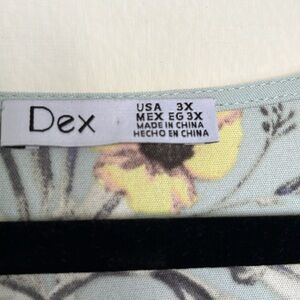 Dex
USA 3X
MEX EG 3X
MADE IN CHINA
HECHO EN CHINA